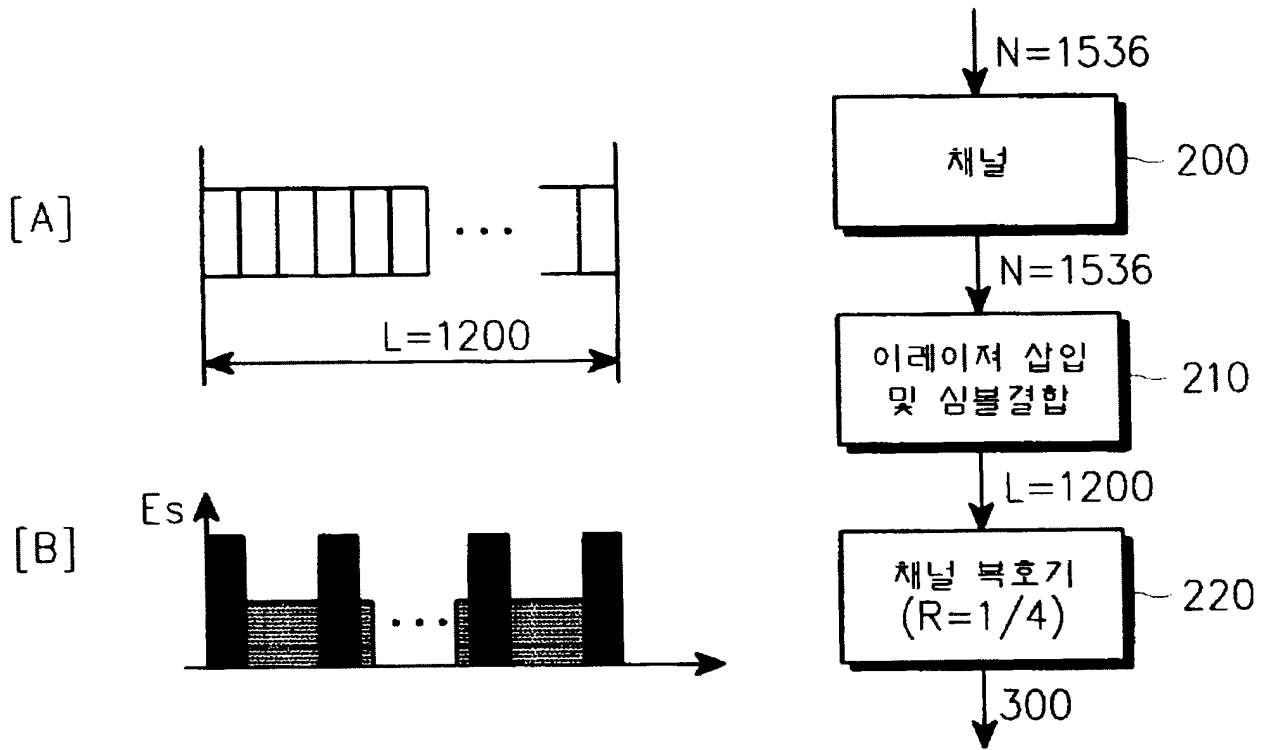 [A]
L=1200
[B]
Es
N=1536
채널
200
N=1536
이레이져 삽입
및 심볼결합
210
L=1200
채널 복호기
(R=1/4)
220
300